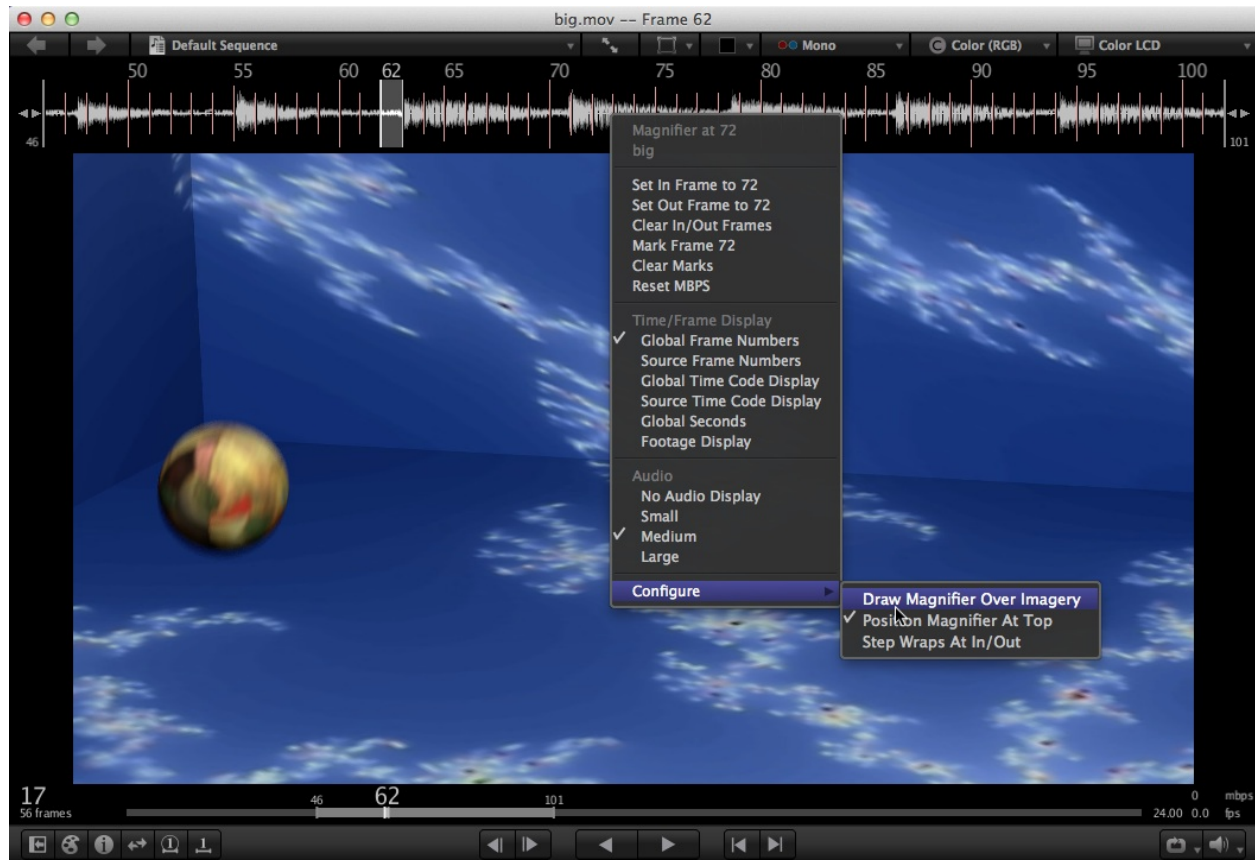 big.mov -- Frame 62
Default Sequence
Mono
Color (RGB)
Color LCD
50 55 60 62 65 70 75 80 85 90 95 100
46
101
Magnifier at 72
big
Set In Frame to 72
Set Out Frame to 72
Clear In/Out Frames
Mark Frame 72
Clear Marks
Reset MBPS
Time/Frame Display
Global Frame Numbers
Source Frame Numbers
Global Time Code Display
Source Time Code Display
Global Seconds
Footage Display
Audio
No Audio Display
Small
Medium
Large
Configure
Draw Magnifier Over Imagery
Position Magnifier At Top
Step Wraps At In/Out
17
56 frames
46 62 101
0 mbps
24.00 0.0 fps
1 1